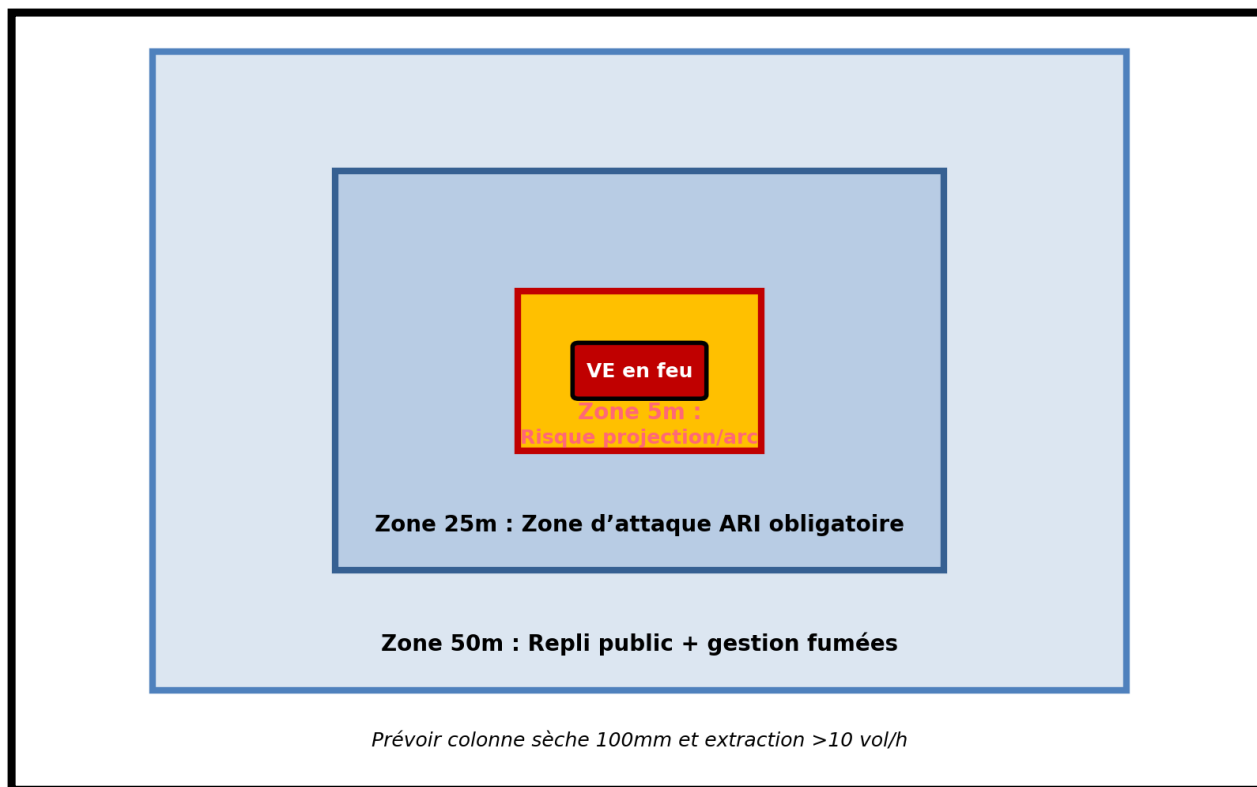 VE en feu
Zone 5m :
Risque projection/arc
Zone 25m : Zone d’attaque ARI obligatoire
Zone 50m : Repli public + gestion fumées
Prévoir colonne sèche 100mm et extraction >10 vol/h